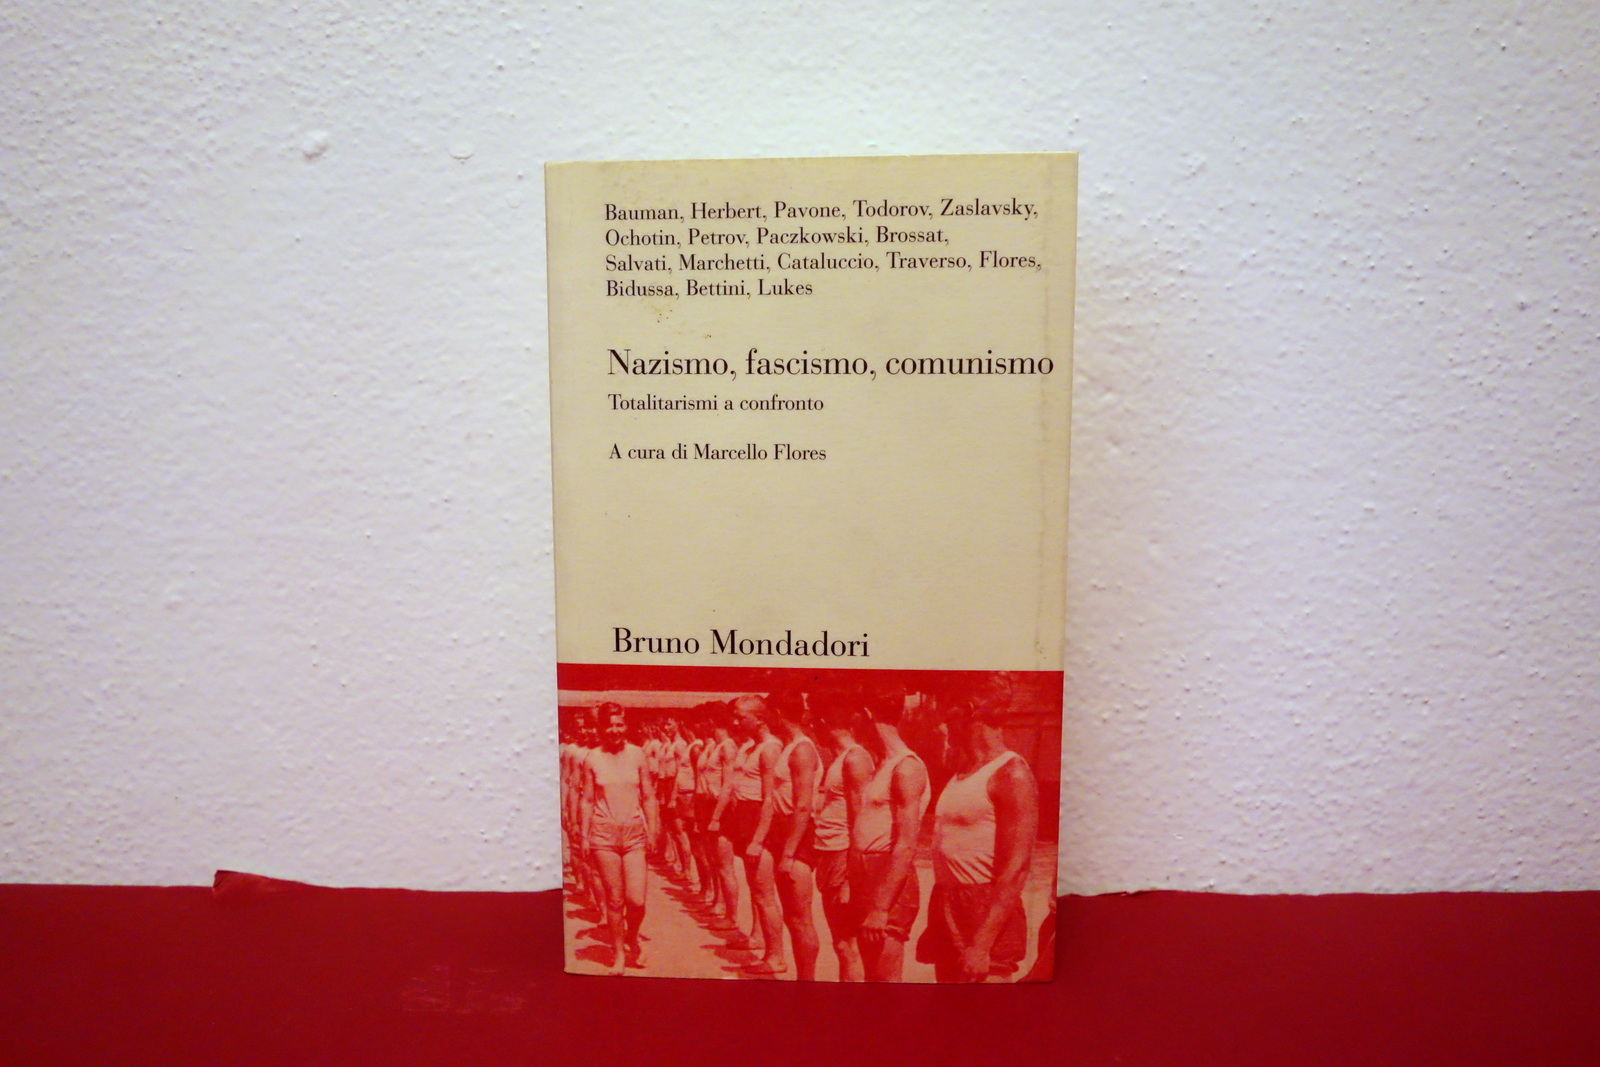 Bauman, Herbert, Pavone, Todorov, Zaslavsky,
Ochotin, Petrov, Paczkowski, Brossat,
Salvati, Marchetti, Cataluccio, Traverso, Flores,
Bidussa, Bettini, Lukes
Nazismo, fascismo, comunismo
Totalitarismi a confronto
A cura di Marcello Flores
Bruno Mondadori